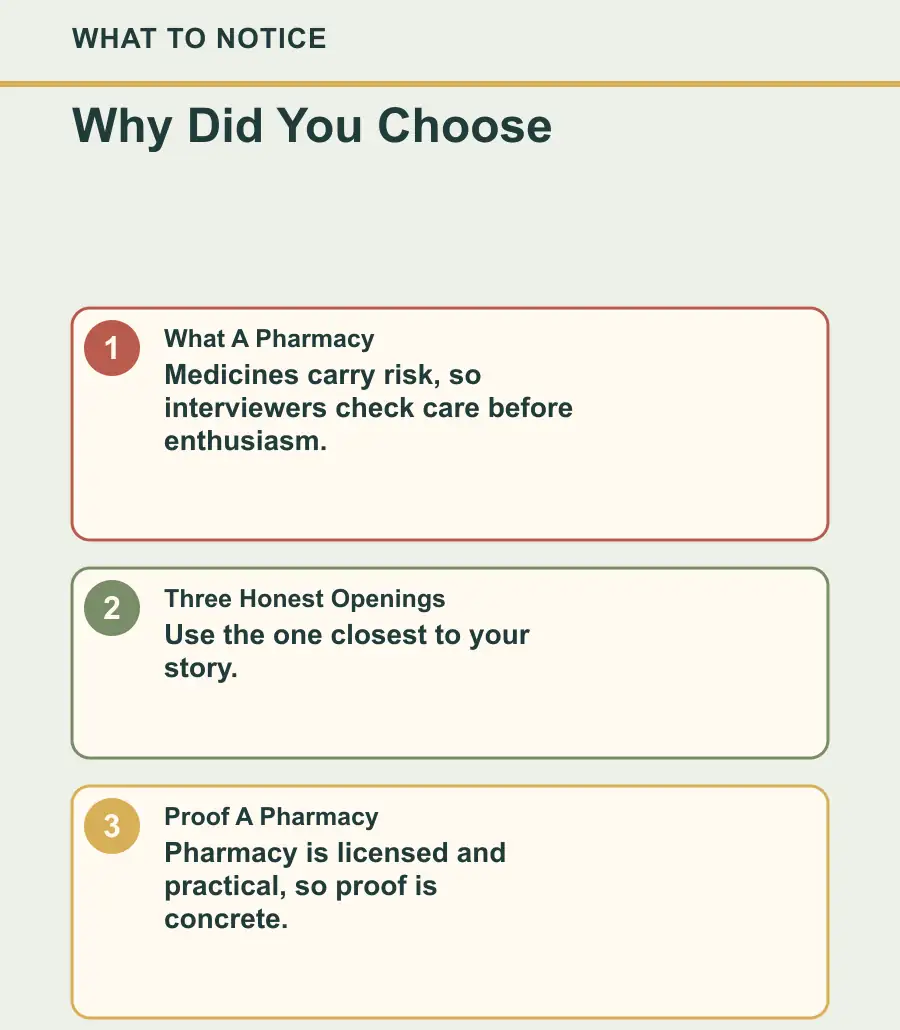 WHAT TO NOTICE
Why Did You Choose
1
What A Pharmacy
Medicines carry risk, so
interviewers check care before
enthusiasm.
2
Three Honest Openings
Use the one closest to your
story.
3
Proof A Pharmacy
Pharmacy is licensed and
practical, so proof is
concrete.